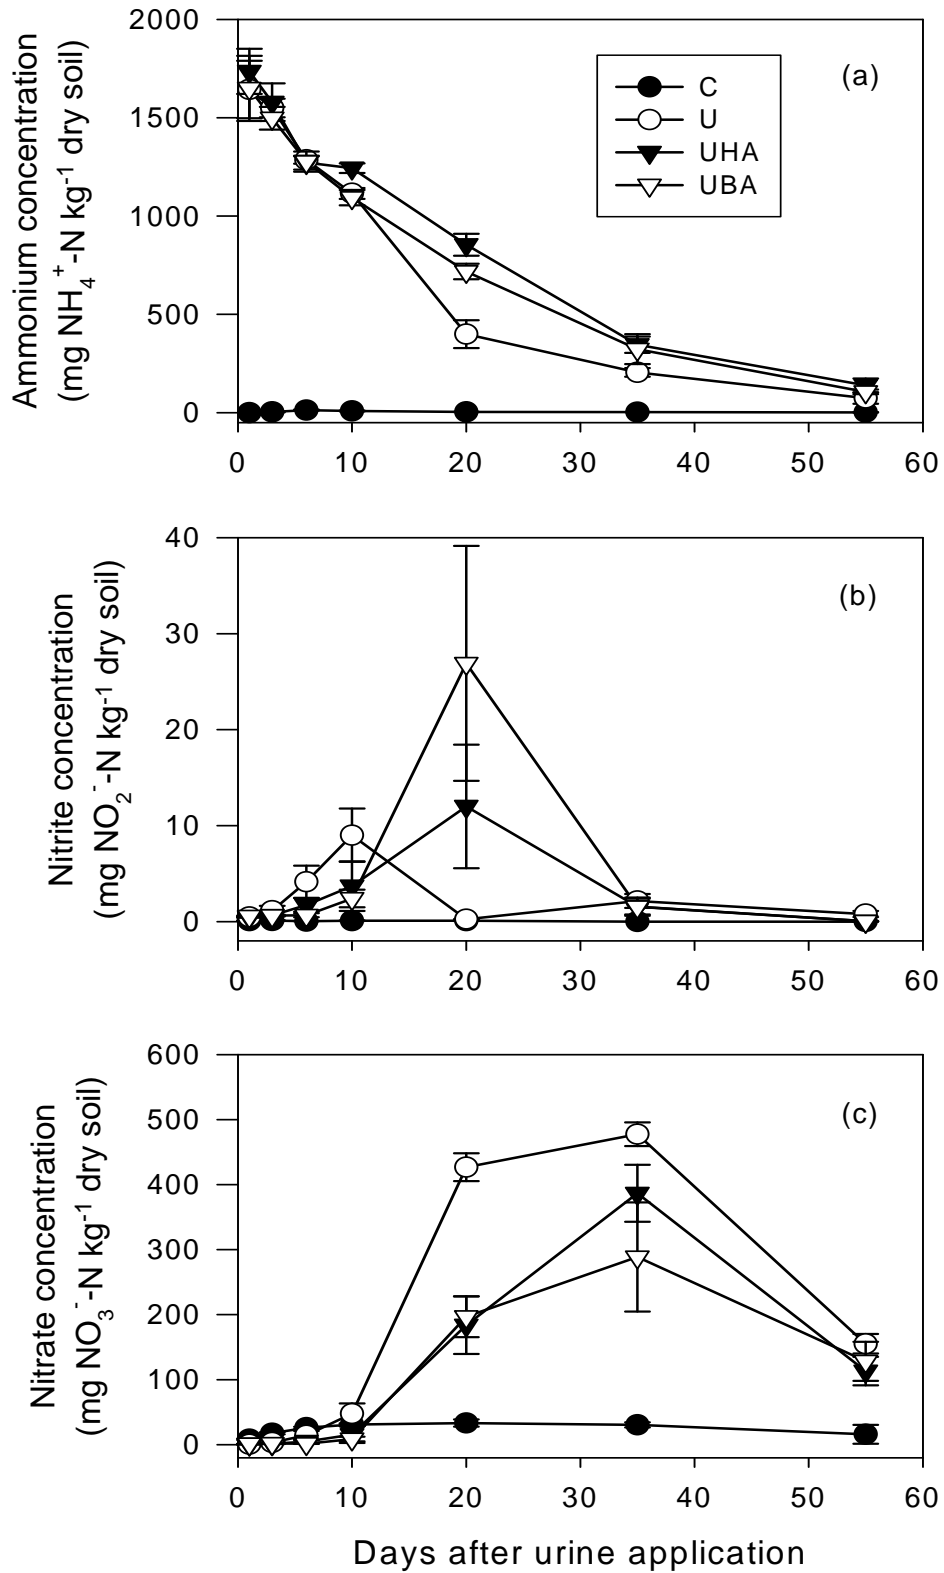 Ammonium concentration
(mg NH₄⁺-N kg⁻¹ dry soil)
2000
1500
1000
500
0
(a)
C
U
UHA
UBA
0 10 20 30 40 50 60
Nitrite concentration
(mg NO₂⁻-N kg⁻¹ dry soil)
40
30
20
10
0
(b)
0 10 20 30 40 50 60
Nitrate concentration
(mg NO₃⁻-N kg⁻¹ dry soil)
600
500
400
300
200
100
0
(c)
0 10 20 30 40 50 60
Days after urine application